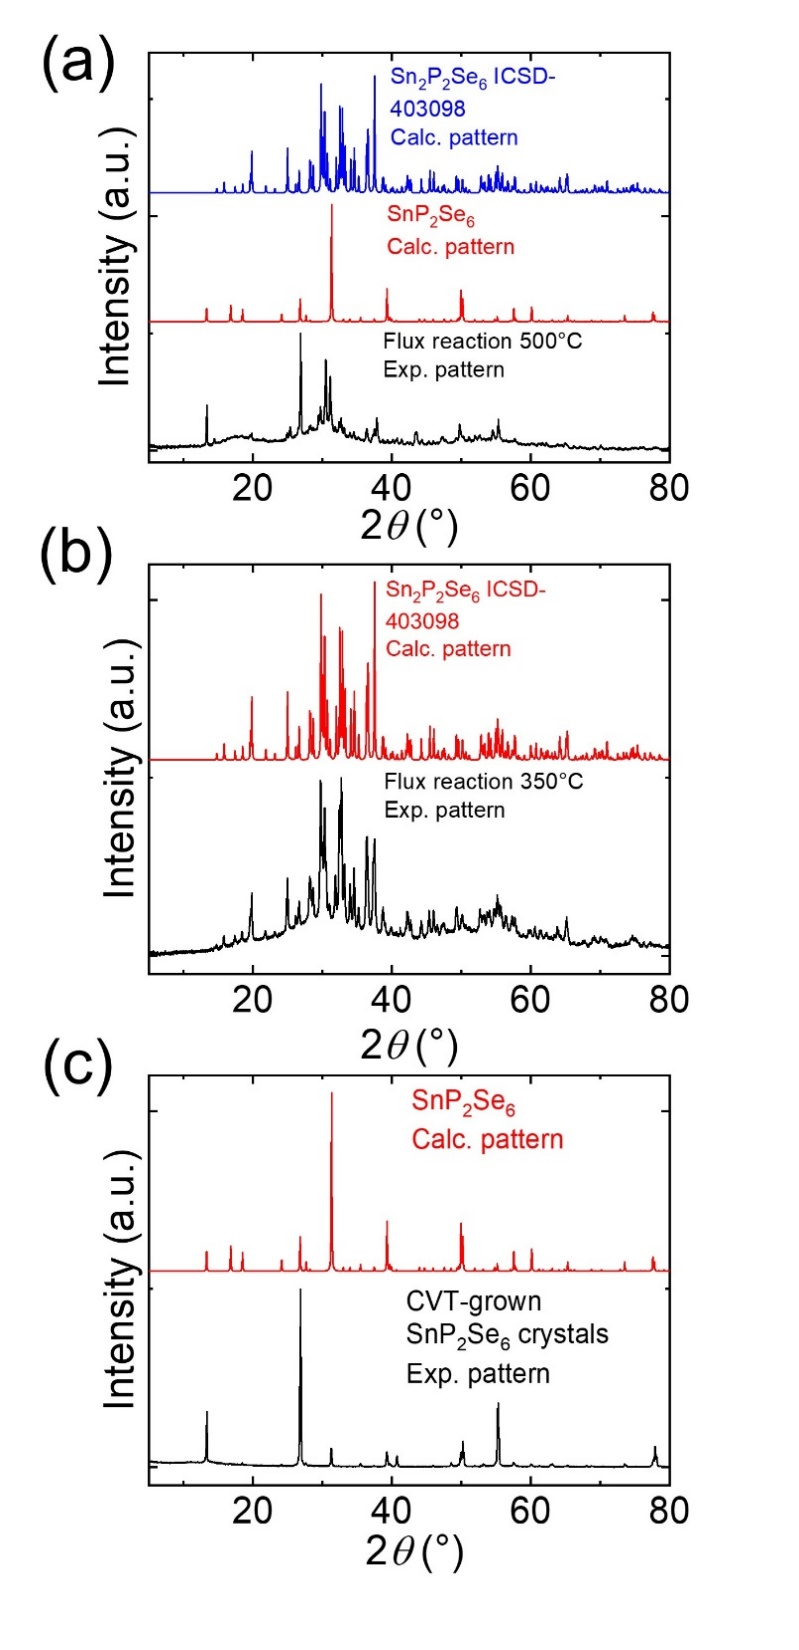 (a)
Intensity (a.u.)
Sn₂P₂Se₆ ICSD-
403098
Calc. pattern
SnP₂Se₆
Calc. pattern
Flux reaction 500°C
Exp. pattern
20 40 60 80
2θ (°)
(b)
Intensity (a.u.)
Sn₂P₂Se₆ ICSD-
403098
Calc. pattern
Flux reaction 350°C
Exp. pattern
20 40 60 80
2θ (°)
(c)
Intensity (a.u.)
SnP₂Se₆
Calc. pattern
CVT-grown
SnP₂Se₆ crystals
Exp. pattern
20 40 60 80
2θ (°)